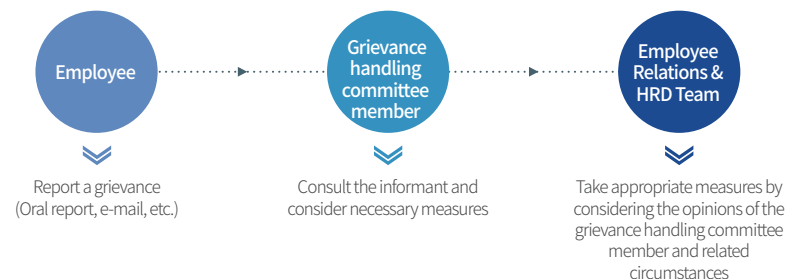 Employee
Grievance
handling
committee
member
Employee
Relations &
HRD Team
Report a grievance
(Oral report, e-mail, etc.)
Consult the informant and
consider necessary measures
Take appropriate measures by
considering the opinions of the
grievance handling committee
member and related
circumstances